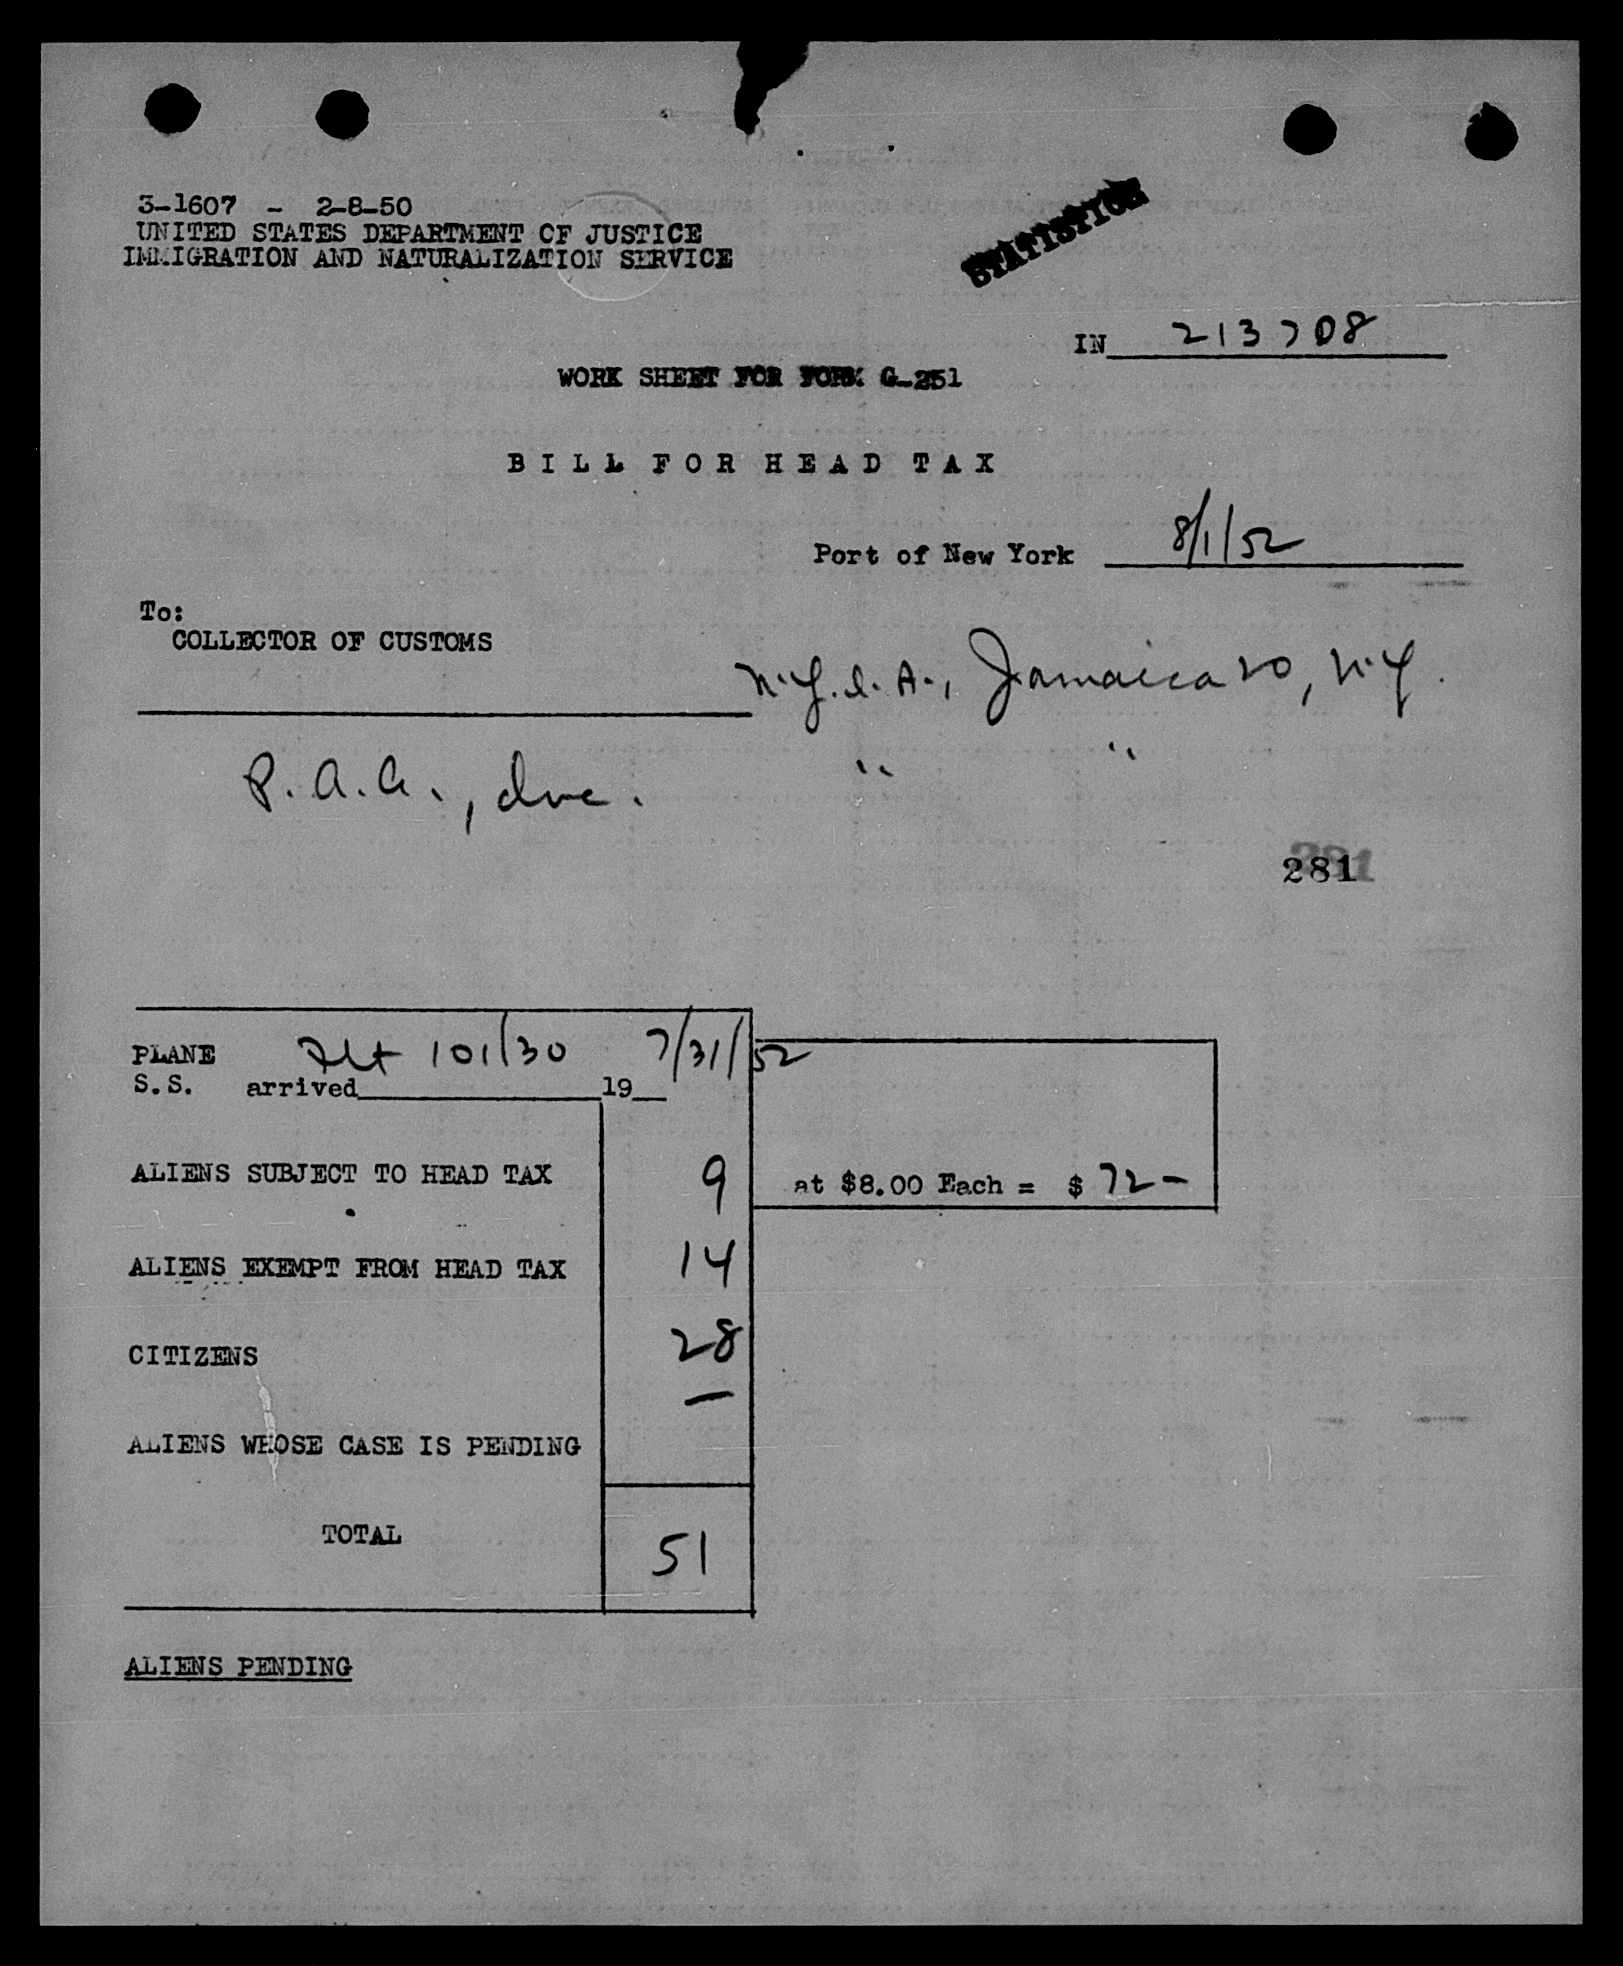 3-1607 - 2-8-50
UNITED STATES DEPARTMENT OF JUSTICE
IMMIGRATION AND NATURALIZATION SERVICE
STATISTICS
IN 213708
WORK SHEET FOR FORM G-251
BILL FOR HEAD TAX
Port of New York 8/1/52
To:
COLLECTOR OF CUSTOMS
N.Y.I.A., Jamaica 20, N.Y.
P.A.A., Inc. " "
281
PLANE Flt 101/30 7/31/52
S.S. arrived 19
ALIENS SUBJECT TO HEAD TAX 9 at $8.00 Each = $ 72-
ALIENS EXEMPT FROM HEAD TAX 14
CITIZENS 28
—
ALIENS WHOSE CASE IS PENDING
TOTAL 51
ALIENS PENDING